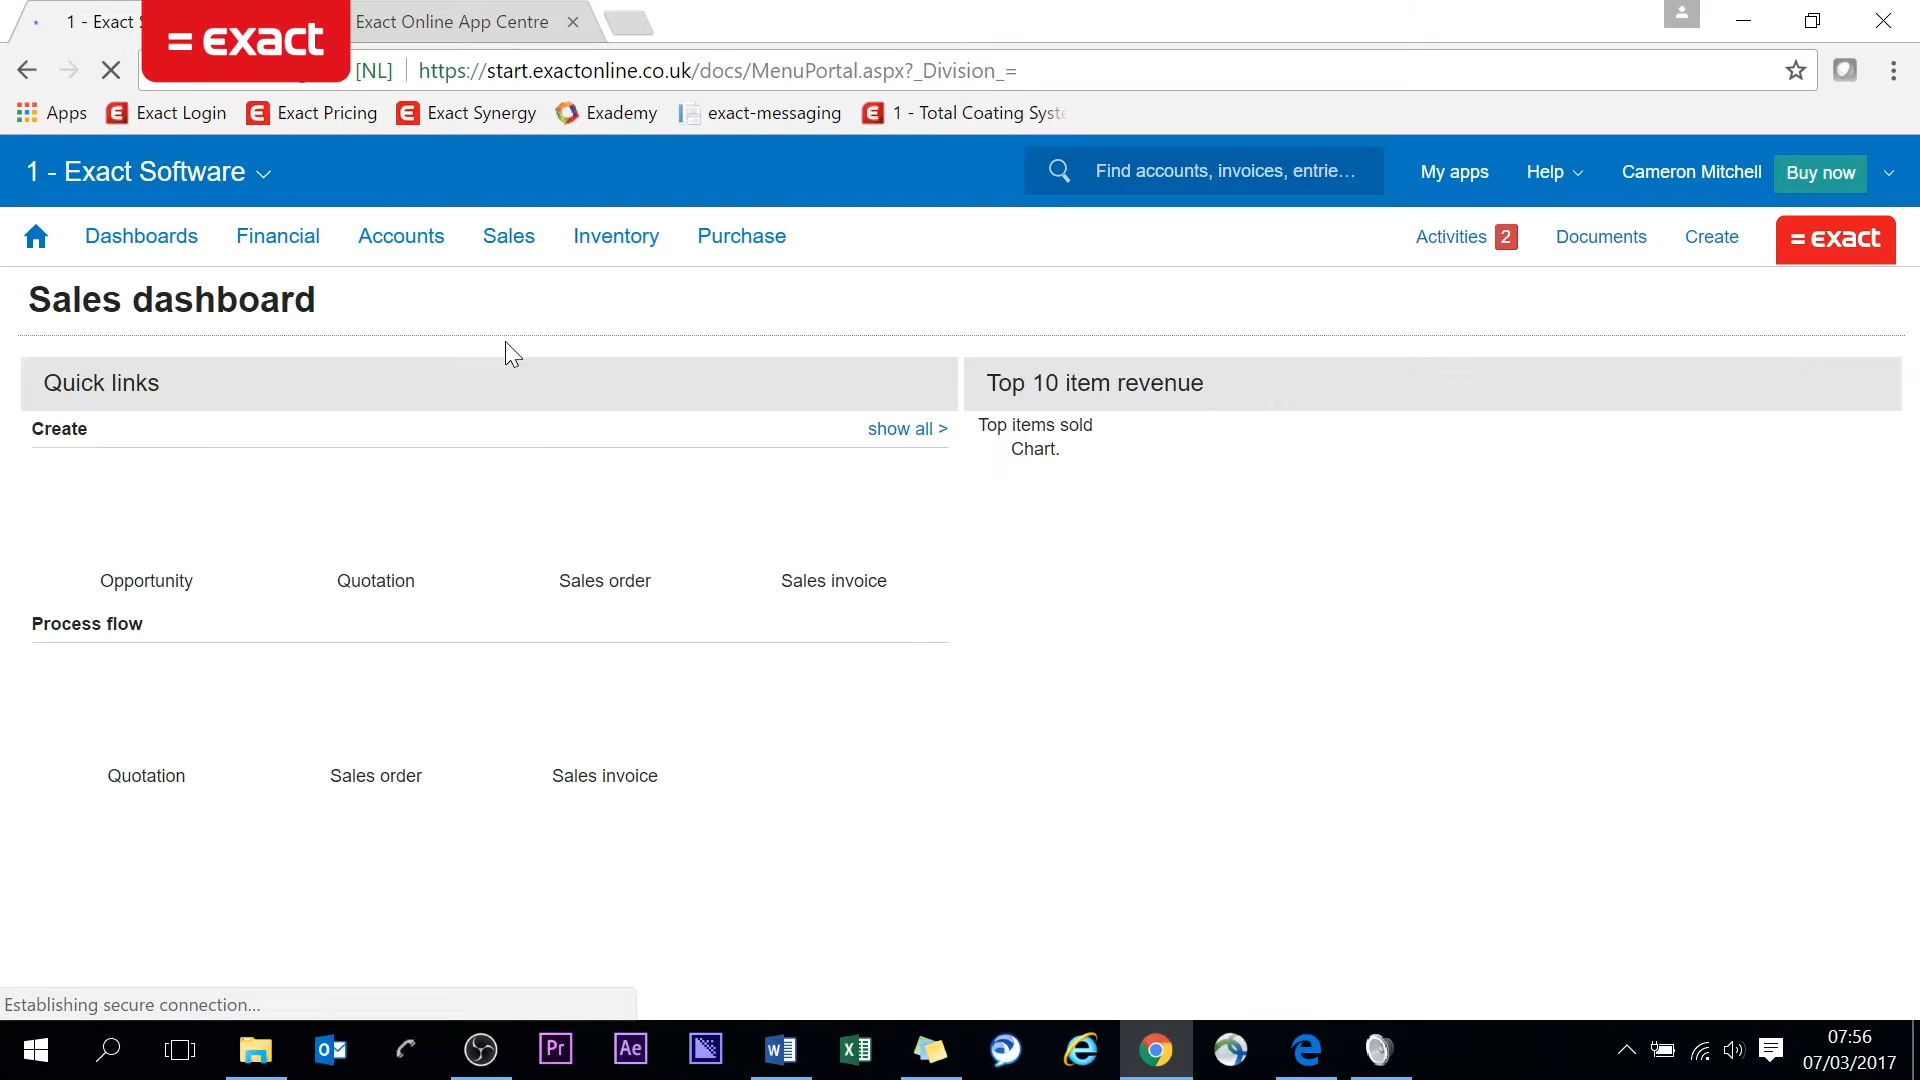 1 - Exact S
= exact
Exact Online App Centre
[NL]
https://start.exactonline.co.uk/docs/MenuPortal.aspx?_Division_=
Apps
Exact Login
Exact Pricing
Exact Synergy
Exademy
exact-messaging
1 - Total Coating Syste
1 - Exact Software
Find accounts, invoices, entrie...
My apps
Help
Cameron Mitchell
Buy now
Dashboards
Financial
Accounts
Sales
Inventory
Purchase
Activities 2
Documents
Create
= exact
Sales dashboard
Quick links
Create
show all >
Opportunity
Quotation
Sales order
Sales invoice
Process flow
Quotation
Sales order
Sales invoice
Top 10 item revenue
Top items sold
Chart.
Establishing secure connection...
Pr
Ae
07:56
07/03/2017